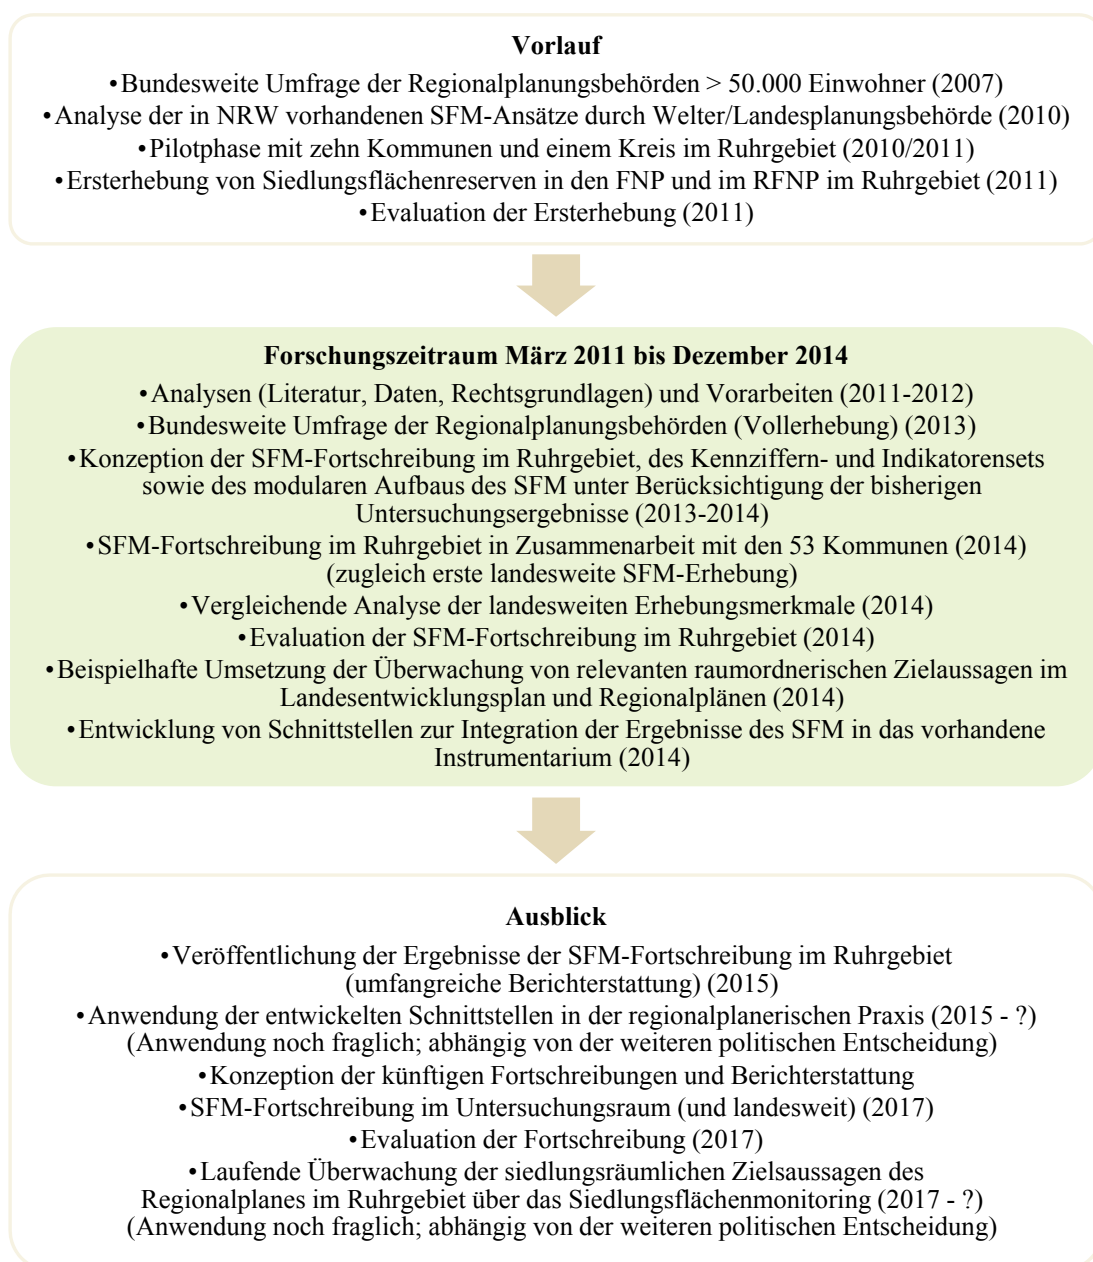 Vorlauf
•Bundesweite Umfrage der Regionalplanungsbehörden > 50.000 Einwohner (2007)
•Analyse der in NRW vorhandenen SFM-Ansätze durch Welter/Landesplanungsbehörde (2010)
•Pilotphase mit zehn Kommunen und einem Kreis im Ruhrgebiet (2010/2011)
•Ersterhebung von Siedlungsflächenreserven in den FNP und im RFNP im Ruhrgebiet (2011)
•Evaluation der Ersterhebung (2011)
Forschungszeitraum März 2011 bis Dezember 2014
•Analysen (Literatur, Daten, Rechtsgrundlagen) und Vorarbeiten (2011-2012)
•Bundesweite Umfrage der Regionalplanungsbehörden (Vollerhebung) (2013)
•Konzeption der SFM-Fortschreibung im Ruhrgebiet, des Kennziffern- und Indikatorensets
sowie des modularen Aufbaus des SFM unter Berücksichtigung der bisherigen
Untersuchungsergebnisse (2013-2014)
•SFM-Fortschreibung im Ruhrgebiet in Zusammenarbeit mit den 53 Kommunen (2014)
(zugleich erste landesweite SFM-Erhebung)
•Vergleichende Analyse der landesweiten Erhebungsmerkmale (2014)
•Evaluation der SFM-Fortschreibung im Ruhrgebiet (2014)
•Beispielhafte Umsetzung der Überwachung von relevanten raumordnerischen Zielaussagen im
Landesentwicklungsplan und Regionalplänen (2014)
•Entwicklung von Schnittstellen zur Integration der Ergebnisse des SFM in das vorhandene
Instrumentarium (2014)
Ausblick
•Veröffentlichung der Ergebnisse der SFM-Fortschreibung im Ruhrgebiet
(umfangreiche Berichterstattung) (2015)
•Anwendung der entwickelten Schnittstellen in der regionalplanerischen Praxis (2015 - ?)
(Anwendung noch fraglich; abhängig von der weiteren politischen Entscheidung)
•Konzeption der künftigen Fortschreibungen und Berichterstattung
•SFM-Fortschreibung im Untersuchungsraum (und landesweit) (2017)
•Evaluation der Fortschreibung (2017)
•Laufende Überwachung der siedlungsräumlichen Zielsaussagen des
Regionalplanes im Ruhrgebiet über das Siedlungsflächenmonitoring (2017 - ?)
(Anwendung noch fraglich; abhängig von der weiteren politischen Entscheidung)